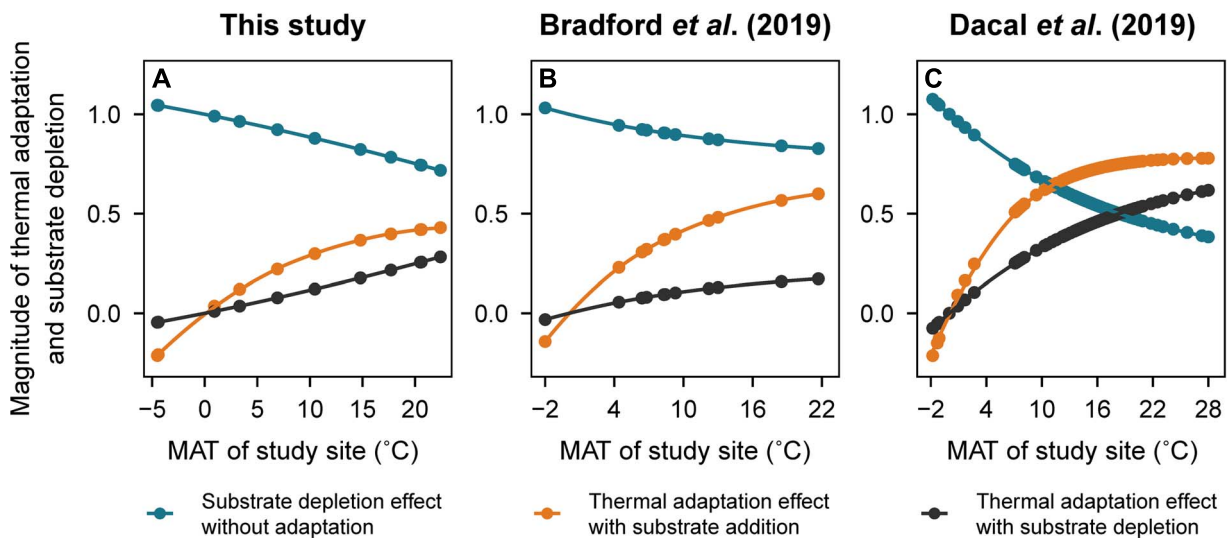 This study
Bradford et al. (2019)
Dacal et al. (2019)
Magnitude of thermal adaptation
and substrate depletion
A
1.0
0.5
0.0
−5 0 5 10 15 20
MAT of study site (˚C)
B
1.0
0.5
0.0
−2 4 10 16 22
MAT of study site (˚C)
C
1.0
0.5
0.0
−2 4 10 16 22 28
MAT of study site (˚C)
Substrate depletion effect
without adaptation
Thermal adaptation effect
with substrate addition
Thermal adaptation effect
with substrate depletion